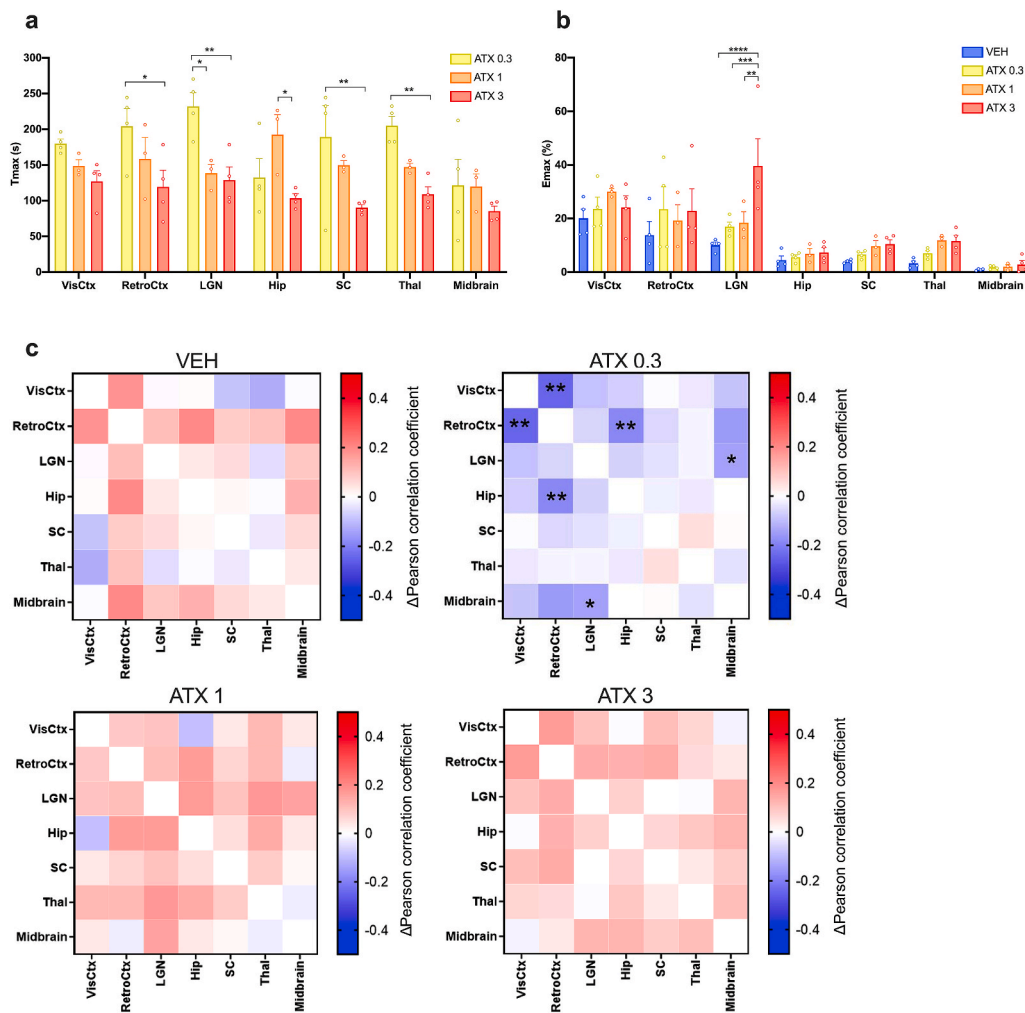 a
Tmax (s)
300
250
200
150
100
50
0
*
**
*
*
**
**
ATX 0.3
ATX 1
ATX 3
VisCtx RetroCtx LGN Hip SC Thal Midbrain
b
Emax (%)
80
60
40
20
0
****
***
**
VEH
ATX 0.3
ATX 1
ATX 3
VisCtx RetroCtx LGN Hip SC Thal Midbrain
c
VEH
VisCtx
RetroCtx
LGN
Hip
SC
Thal
Midbrain
VisCtx RetroCtx LGN Hip SC Thal Midbrain
0.4
0.2
0
-0.2
-0.4
ΔPearson correlation coefficient
ATX 0.3
VisCtx **
RetroCtx ** **
LGN *
Hip **
SC
Thal
Midbrain *
VisCtx RetroCtx LGN Hip SC Thal Midbrain
0.4
0.2
0
-0.2
-0.4
ΔPearson correlation coefficient
ATX 1
VisCtx
RetroCtx
LGN
Hip
SC
Thal
Midbrain
VisCtx RetroCtx LGN Hip SC Thal Midbrain
0.4
0.2
0
-0.2
-0.4
ΔPearson correlation coefficient
ATX 3
VisCtx
RetroCtx
LGN
Hip
SC
Thal
Midbrain
VisCtx RetroCtx LGN Hip SC Thal Midbrain
0.4
0.2
0
-0.2
-0.4
ΔPearson correlation coefficient